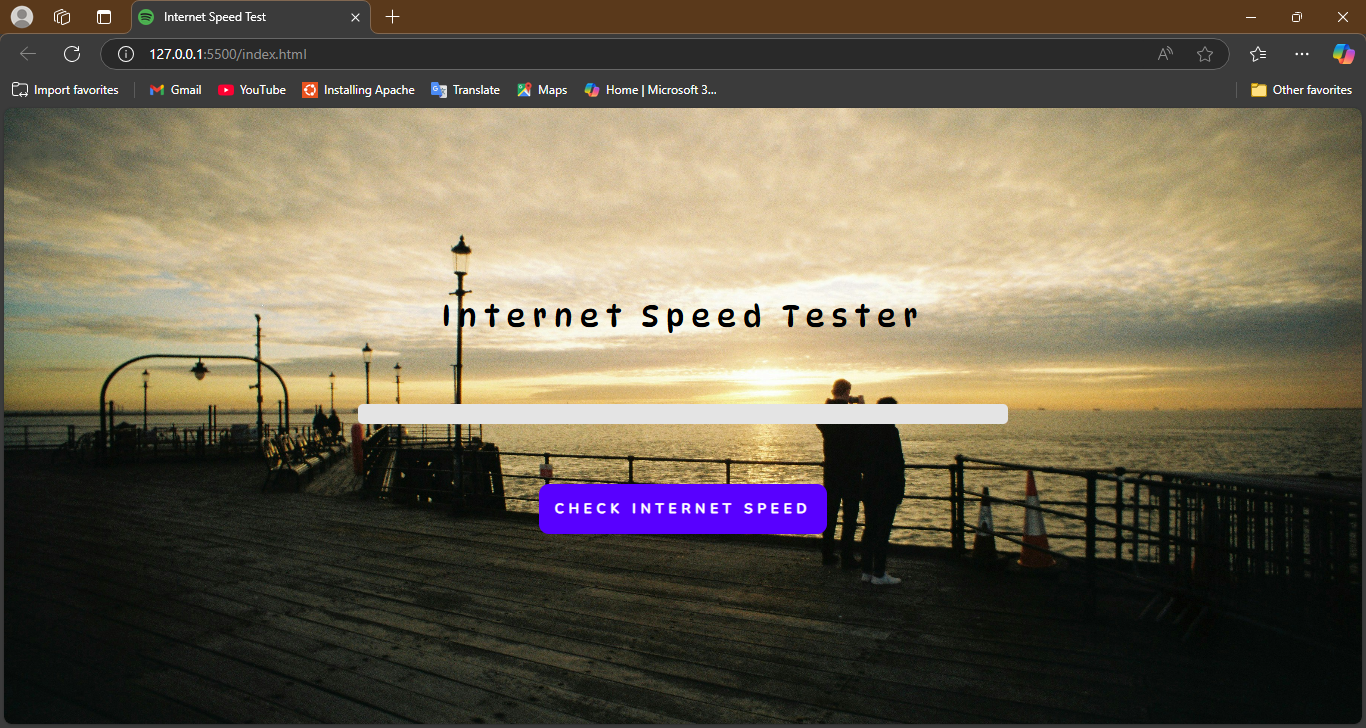 Internet Speed Test
127.0.0.1:5500/index.html
Import favorites
Gmail
YouTube
Installing Apache
Translate
Maps
Home | Microsoft 3...
Other favorites
Internet Speed Tester
CHECK INTERNET SPEED